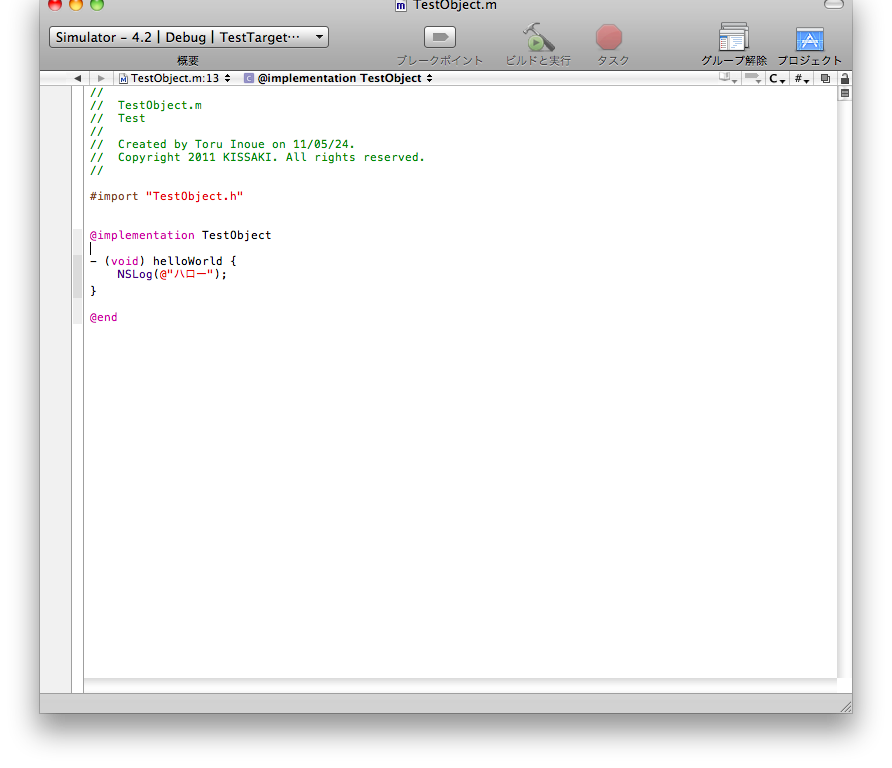 TestObject.m
Simulator - 4.2 | Debug | TestTarget⋯
概要
ブレークポイント
ビルドと実行
タスク
グループ解除
プロジェクト
TestObject.m:13
@implementation TestObject
C
#
//
//  TestObject.m
//  Test
//
//  Created by Toru Inoue on 11/05/24.
//  Copyright 2011 KISSAKI. All rights reserved.
//
#import "TestObject.h"
@implementation TestObject
- (void) helloWorld {
    NSLog(@"ハロー");
}
@end